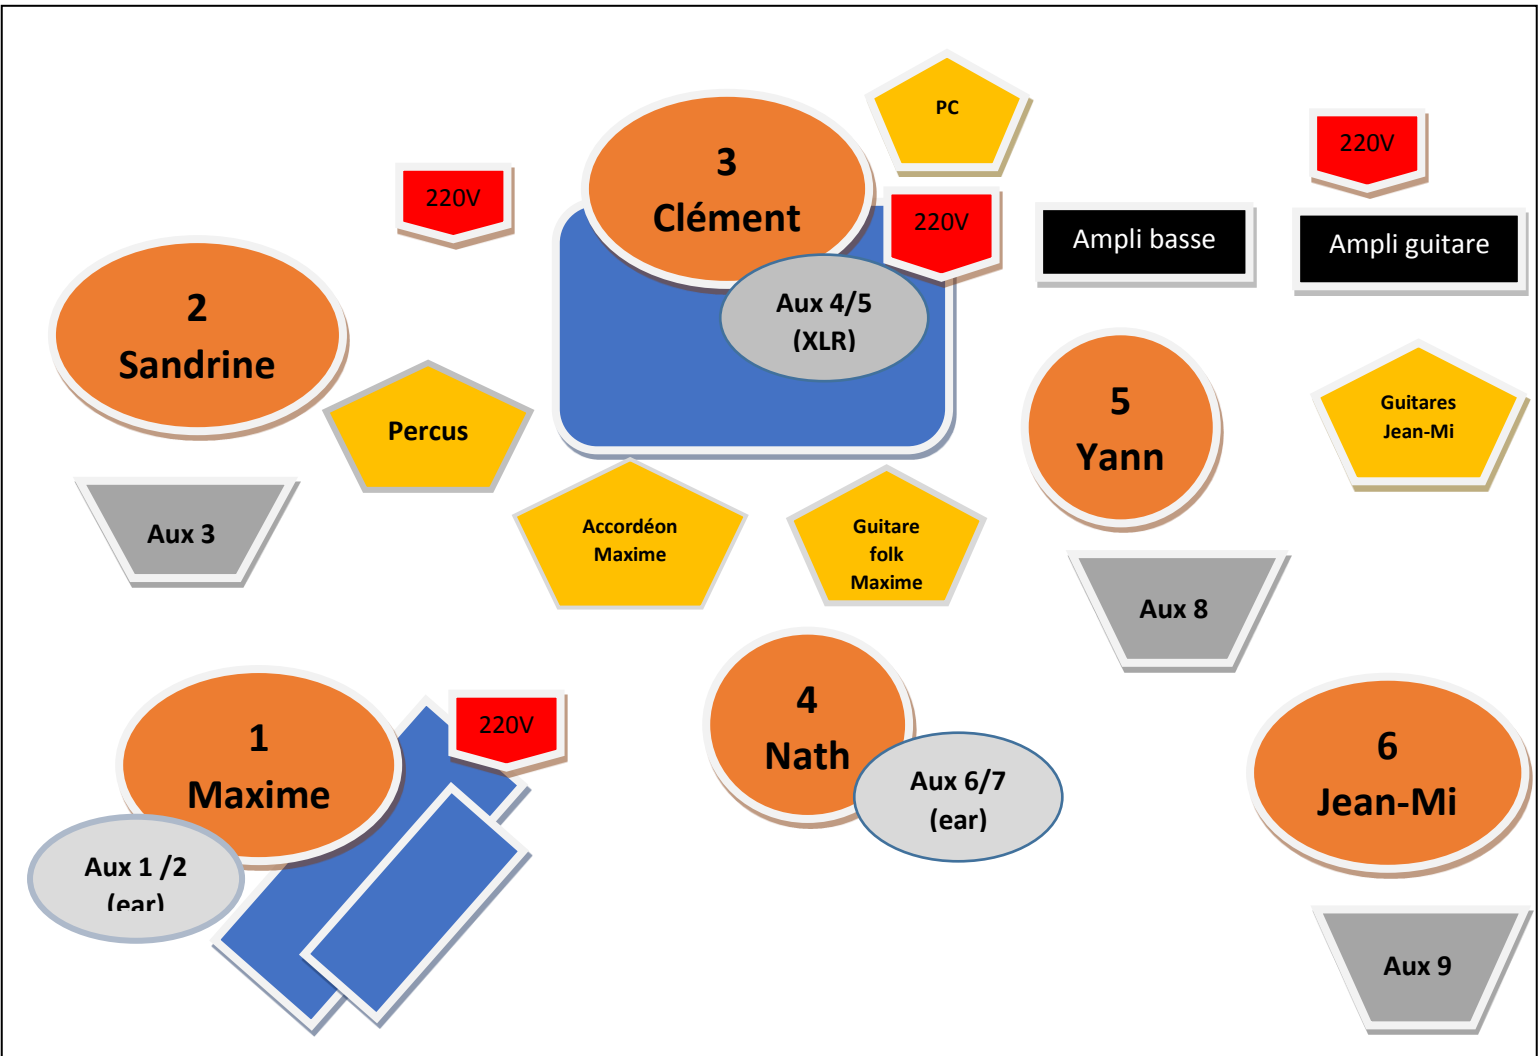 PC
220V
3
Clément
220V
220V
Ampli basse
Ampli guitare
2
Sandrine
Aux 4/5
(XLR)
Percus
5
Yann
Guitares
Jean-Mi
Aux 3
Accordéon
Maxime
Guitare
folk
Maxime
Aux 8
1
Maxime
220V
4
Nath
Aux 6/7
(ear)
6
Jean-Mi
Aux 1 /2
(ear)
Aux 9